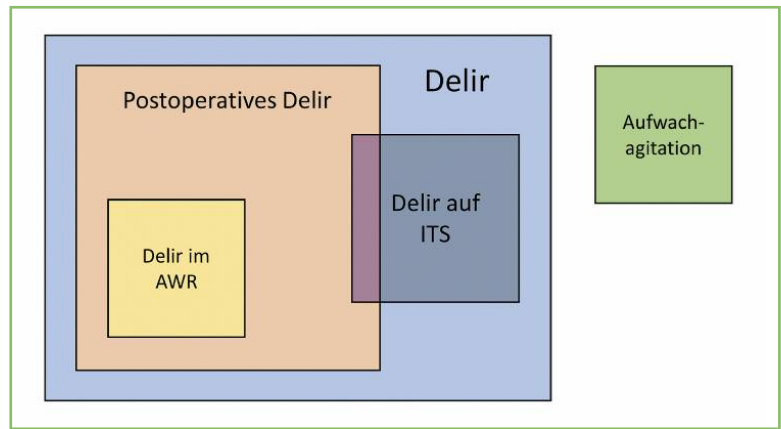 Delir
Postoperatives Delir
Aufwach-
agitation
Delir auf
ITS
Delir im
AWR